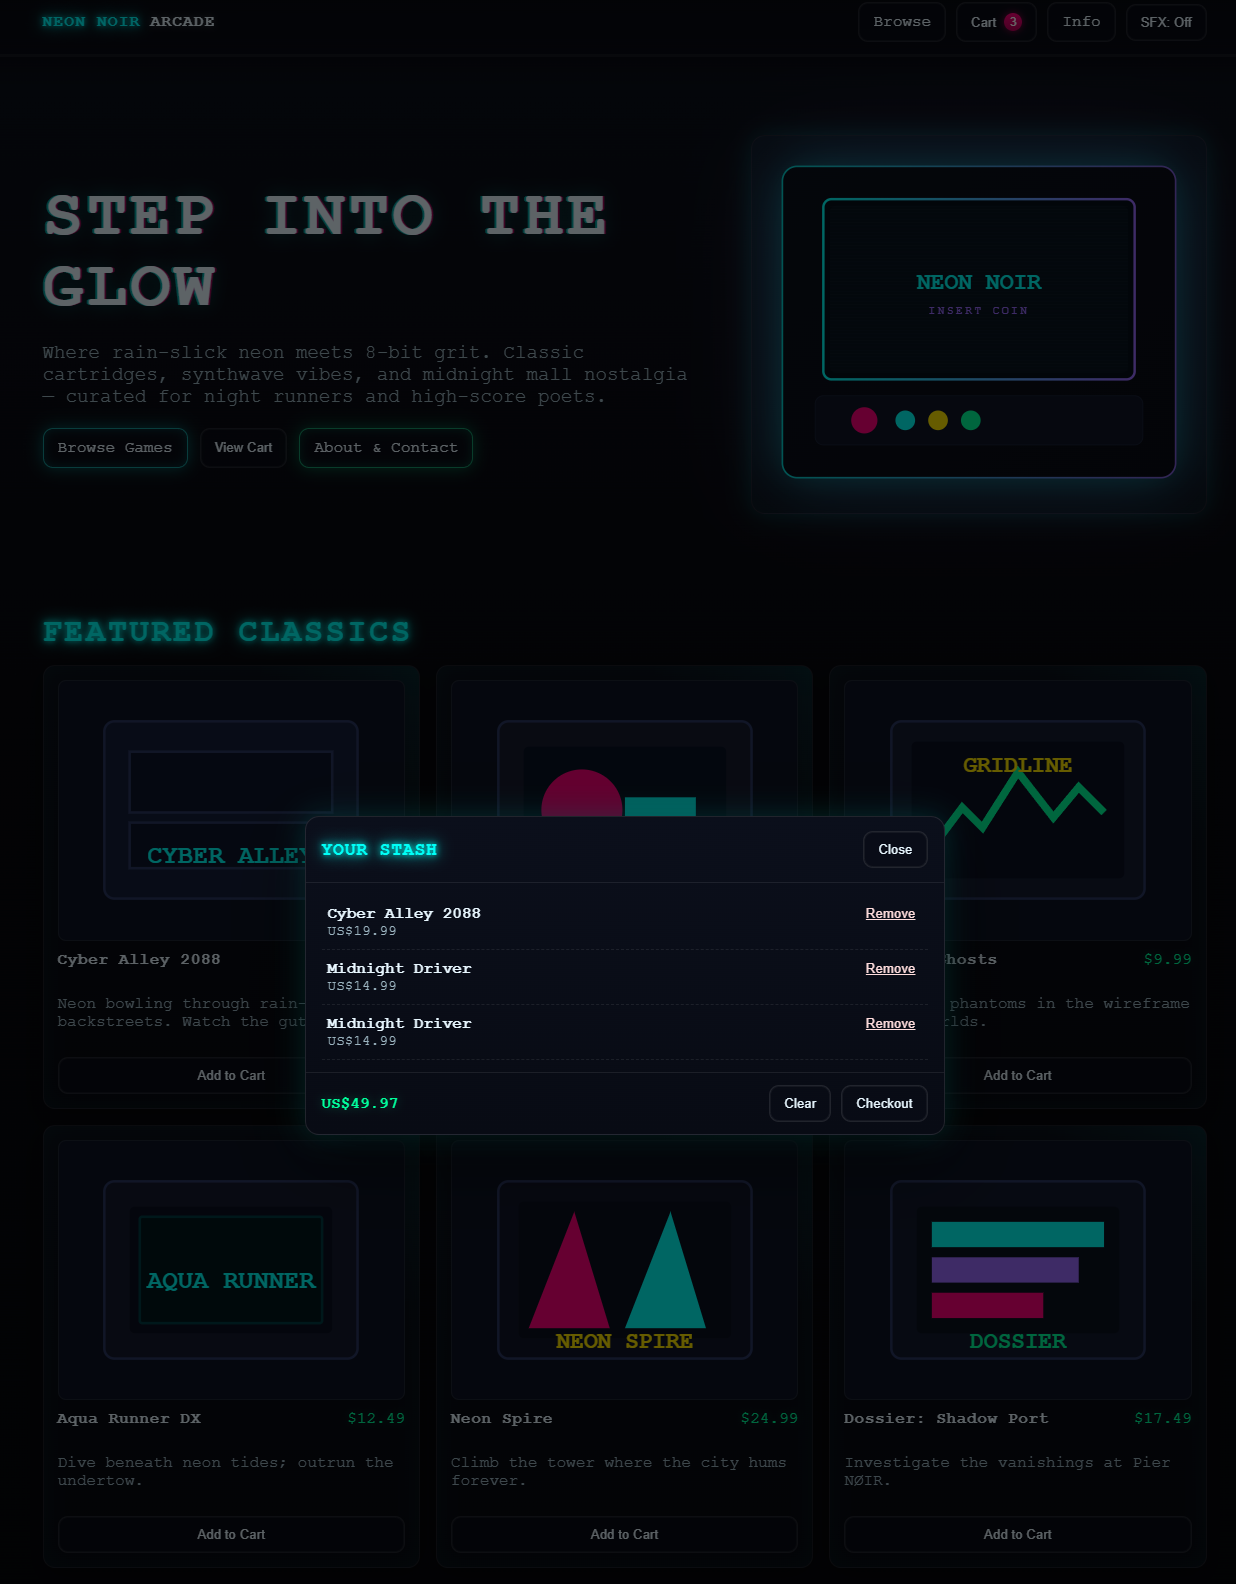 NEON NOIR ARCADE
Browse
Cart 3
Info
SFX: Off
STEP INTO THE
GLOW
Where rain-slick neon meets 8-bit grit. Classic
cartridges, synthwave vibes, and midnight mall nostalgia
— curated for night runners and high-score poets.
Browse Games
View Cart
About & Contact
NEON NOIR
INSERT COIN
FEATURED CLASSICS
CYBER ALLEY
GRIDLINE
YOUR STASH
Close
Cyber Alley 2088
US$19.99
Remove
Midnight Driver
US$14.99
Remove
Midnight Driver
US$14.99
Remove
US$49.97
Clear
Checkout
Cyber Alley 2088
Neon bowling through rain-
backstreets. Watch the gut
Add to Cart
hosts
$9.99
phantoms in the wireframe
rlds.
Add to Cart
AQUA RUNNER
Aqua Runner DX
$12.49
Dive beneath neon tides; outrun the
undertow.
Add to Cart
NEON SPIRE
Neon Spire
$24.99
Climb the tower where the city hums
forever.
Add to Cart
DOSSIER
Dossier: Shadow Port
$17.49
Investigate the vanishings at Pier
NØIR.
Add to Cart